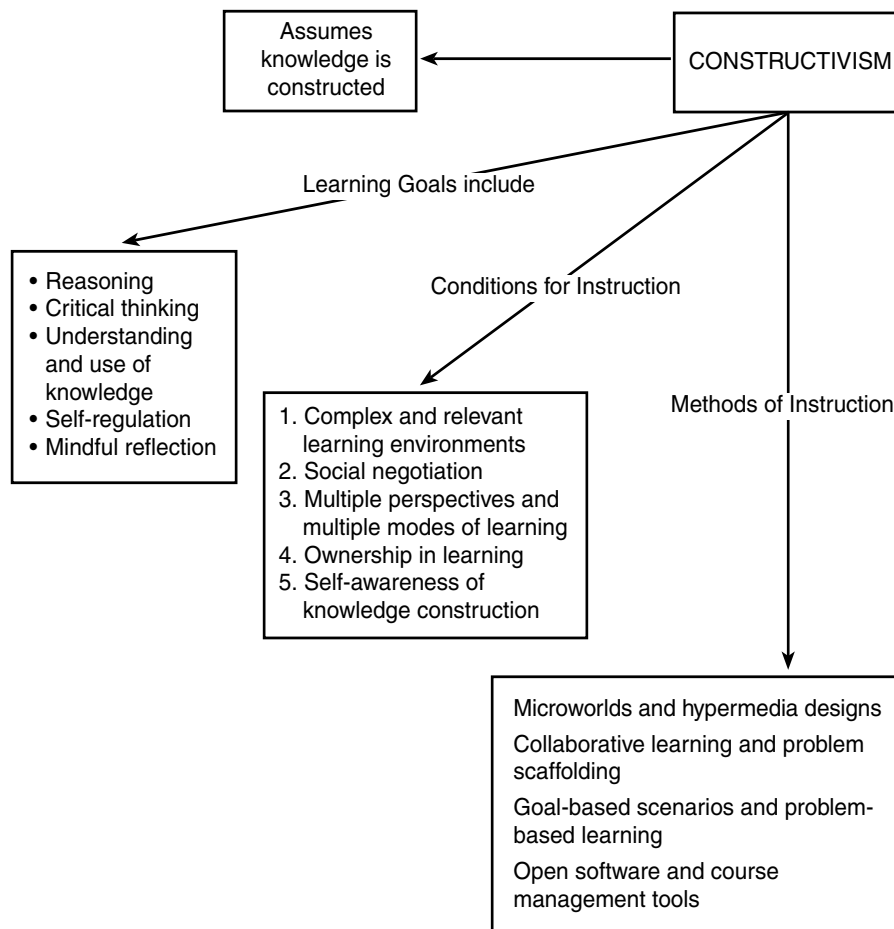 Assumes
knowledge is
constructed
CONSTRUCTIVISM
Learning Goals include
• Reasoning
• Critical thinking
• Understanding
and use of
knowledge
• Self-regulation
• Mindful reflection
Conditions for Instruction
1. Complex and relevant
learning environments
2. Social negotiation
3. Multiple perspectives and
multiple modes of learning
4. Ownership in learning
5. Self-awareness of
knowledge construction
Methods of Instruction
Microworlds and hypermedia designs
Collaborative learning and problem
scaffolding
Goal-based scenarios and problem-
based learning
Open software and course
management tools